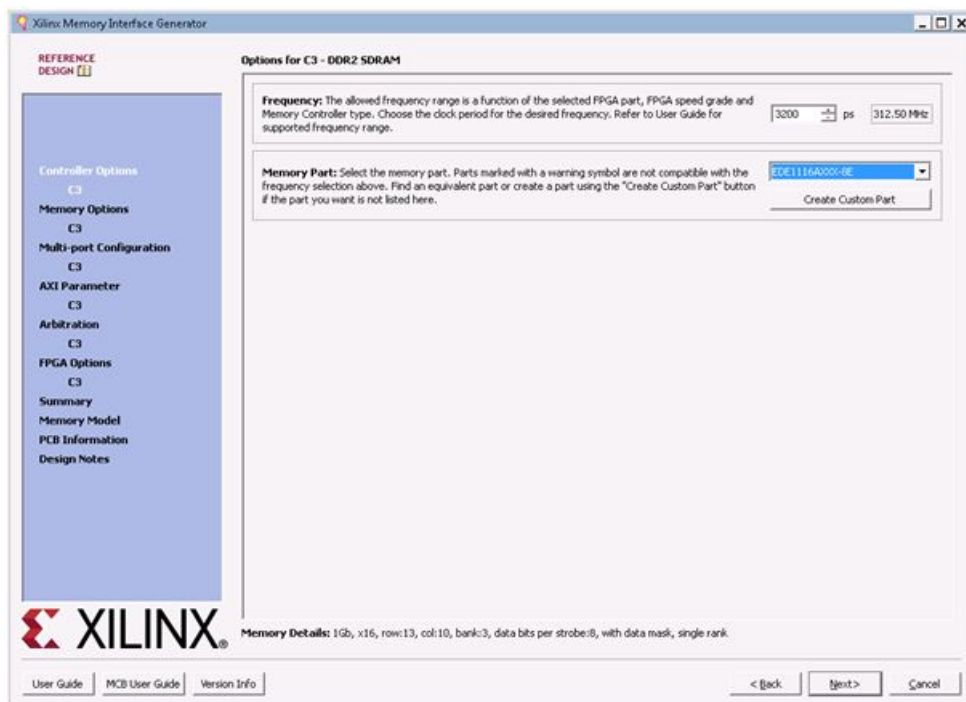 Xilinx Memory Interface Generator
REFERENCE
DESIGN
Options for C3 - DDR2 SDRAM
Frequency: The allowed frequency range is a function of the selected FPGA part, FPGA speed grade and
Memory Controller type. Choose the clock period for the desired frequency. Refer to User Guide for
supported frequency range.
3200 ps 312.50 MHz
Memory Part: Select the memory part. Parts marked with a warning symbol are not compatible with the
frequency selection above. Find an equivalent part or create a part using the "Create Custom Part" button
if the part you want is not listed here.
EDE1116AXXX-8E
Create Custom Part
Controller Options
C3
Memory Options
C3
Multi-port Configuration
C3
AXI Parameter
C3
Arbitration
C3
FPGA Options
C3
Summary
Memory Model
PCB Information
Design Notes
XILINX®
Memory Details: 1Gb, x16, row:13, col:10, bank:3, data bits per strobe:8, with data mask, single rank.
User Guide MCB User Guide Version Info < Back Next> Cancel